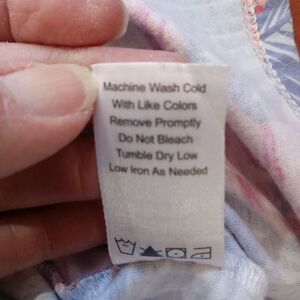 Machine Wash Cold
With Like Colors
Remove Promptly
Do Not Bleach
Tumble Dry Low
Low Iron As Needed